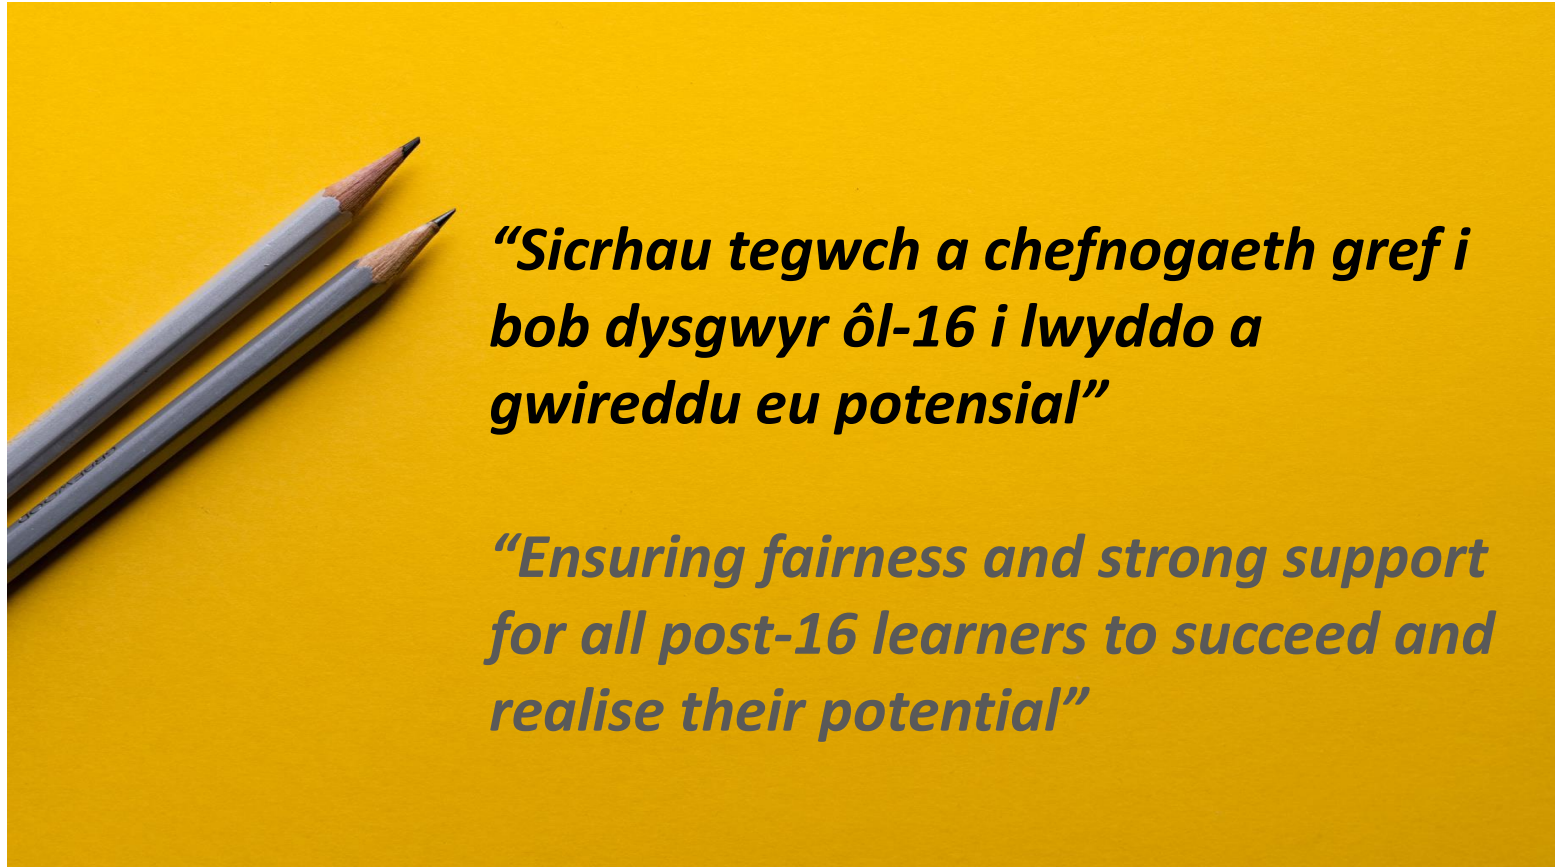 “Sicrhau tegwch a chefnogaeth gref i
bob dysgwyr ôl-16 i lwyddo a
gwireddu eu potensial”
“Ensuring fairness and strong support
for all post-16 learners to succeed and
realise their potential”